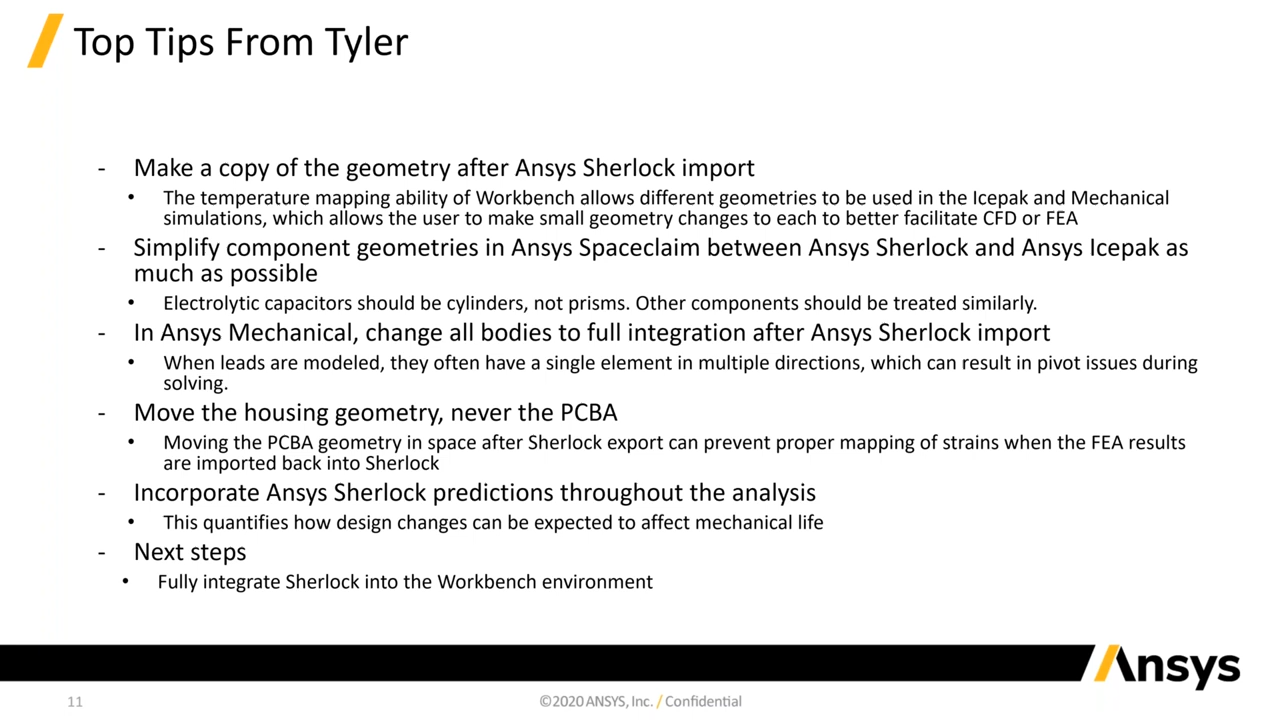 Top Tips From Tyler
- Make a copy of the geometry after Ansys Sherlock import
• The temperature mapping ability of Workbench allows different geometries to be used in the Icepak and Mechanical
simulations, which allows the user to make small geometry changes to each to better facilitate CFD or FEA
- Simplify component geometries in Ansys Spaceclaim between Ansys Sherlock and Ansys Icepak as
much as possible
• Electrolytic capacitors should be cylinders, not prisms. Other components should be treated similarly.
- In Ansys Mechanical, change all bodies to full integration after Ansys Sherlock import
• When leads are modeled, they often have a single element in multiple directions, which can result in pivot issues during
solving.
- Move the housing geometry, never the PCBA
• Moving the PCBA geometry in space after Sherlock export can prevent proper mapping of strains when the FEA results
are imported back into Sherlock
- Incorporate Ansys Sherlock predictions throughout the analysis
• This quantifies how design changes can be expected to affect mechanical life
- Next steps
• Fully integrate Sherlock into the Workbench environment
Ansys
11
©2020 ANSYS, Inc. / Confidential